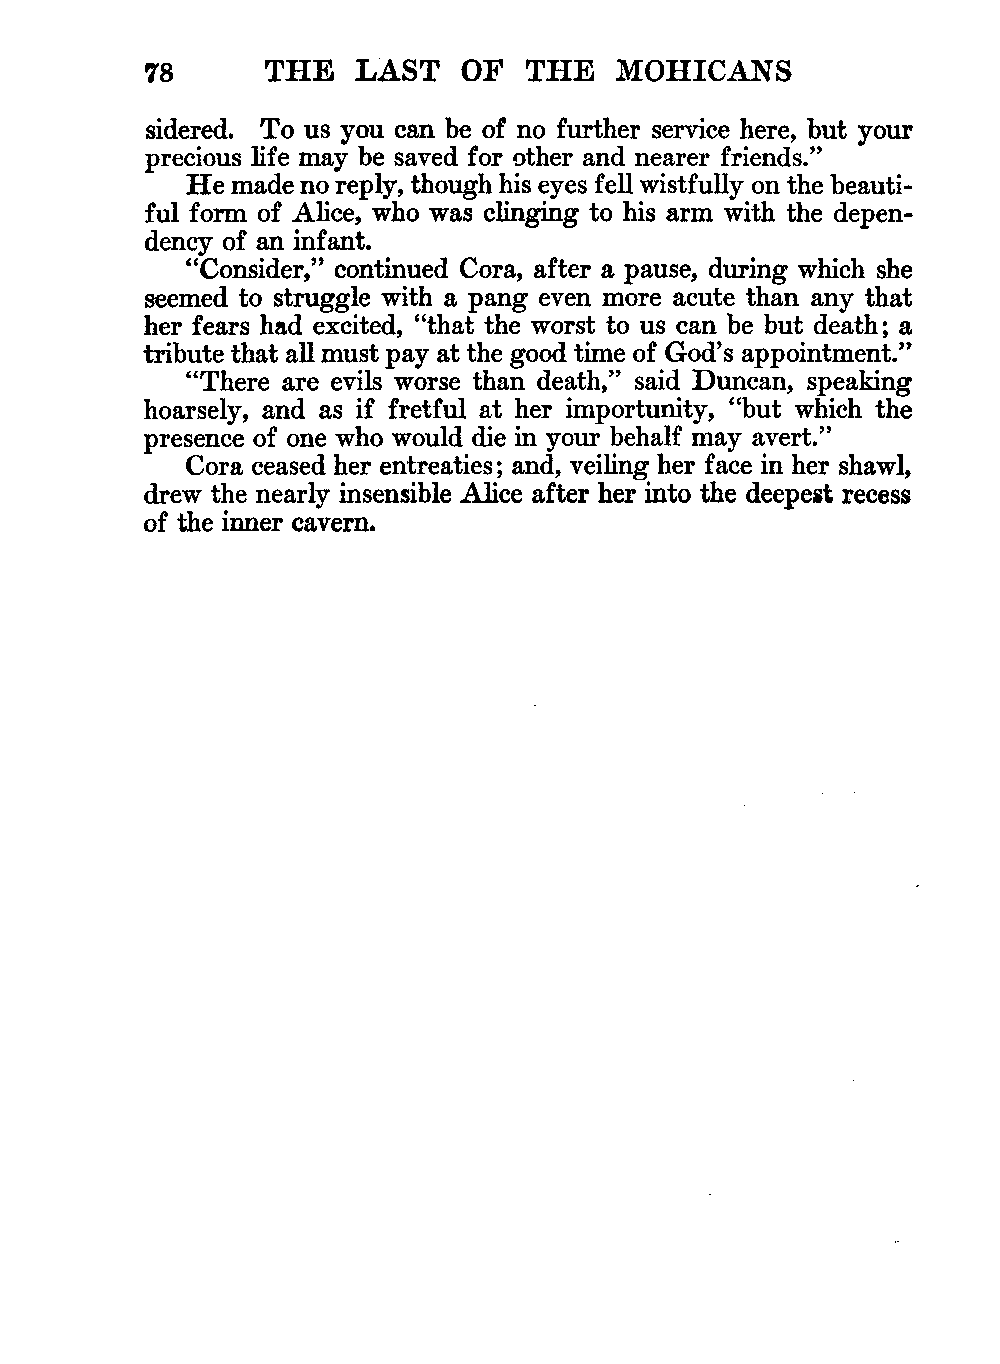 78 THE LAST OF THE MOHICANS
sidered. To us you can be of no further service here, but your
precious life may be saved for other and nearer friends.”
He made no reply, though his eyes fell wistfully on the beauti-
ful form of Alice, who was clinging to his arm with the depen-
dency of an infant.
“Consider,” continued Cora, after a pause, during which she
seemed to struggle with a pang even more acute than any that
her fears had excited, “that the worst to us can be but death; a
tribute that all must pay at the good time of God’s appointment.”
“There are evils worse than death,” said Duncan, speaking
hoarsely, and as if fretful at her importunity, “but which the
presence of one who would die in your behalf may avert.”
Cora ceased her entreaties; and, veiling her face in her shawl,
drew the nearly insensible Alice after her into the deepest recess
of the inner cavern.